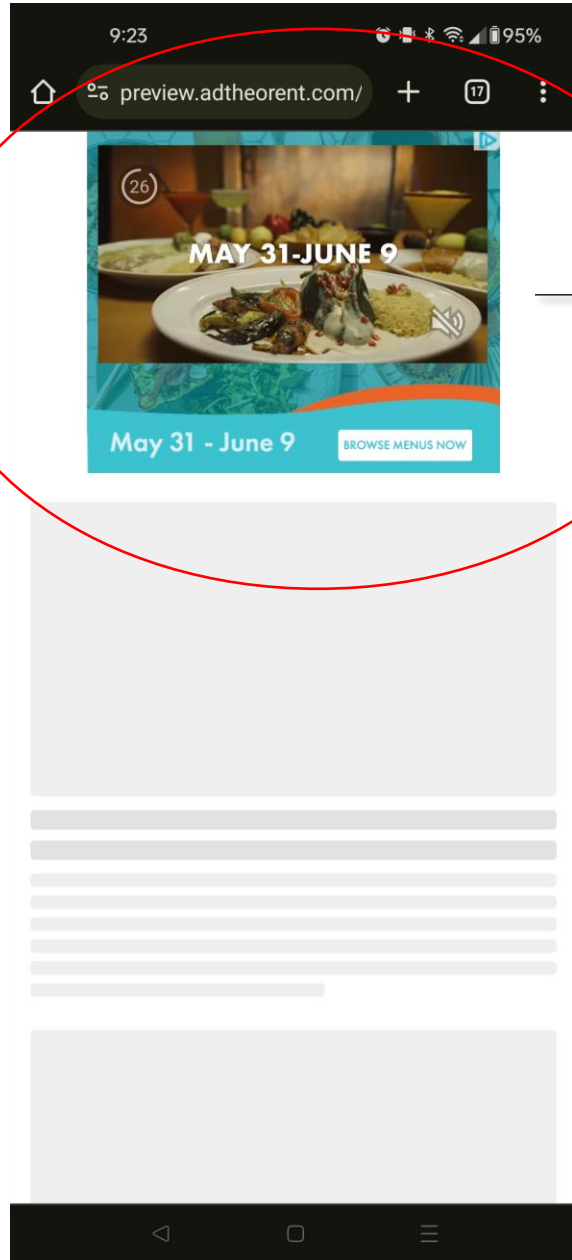 9:23
95%
preview.adtheorent.com/
17
26
MAY 31-JUNE 9
May 31 - June 9
BROWSE MENUS NOW